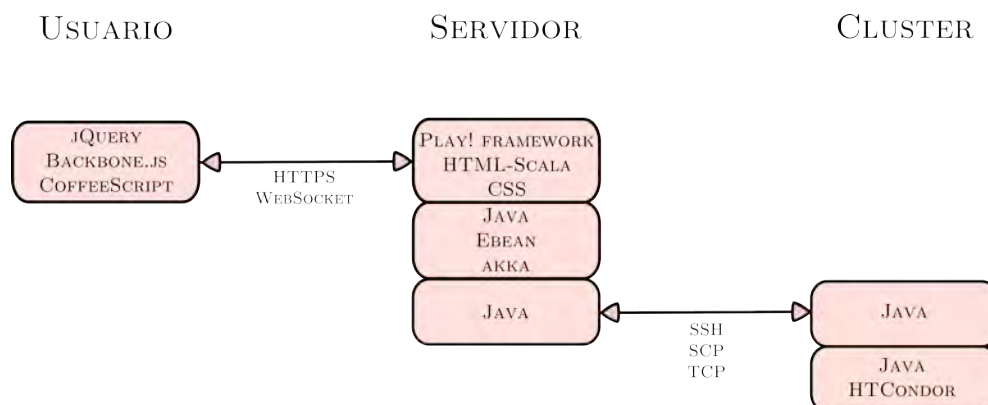 Usuario
Servidor
Cluster
jQuery
Backbone.js
CoffeeScript
HTTPS
WebSocket
Play! framework
HTML-Scala
CSS
Java
Ebean
akka
Java
SSH
SCP
TCP
Java
Java
HTCondor